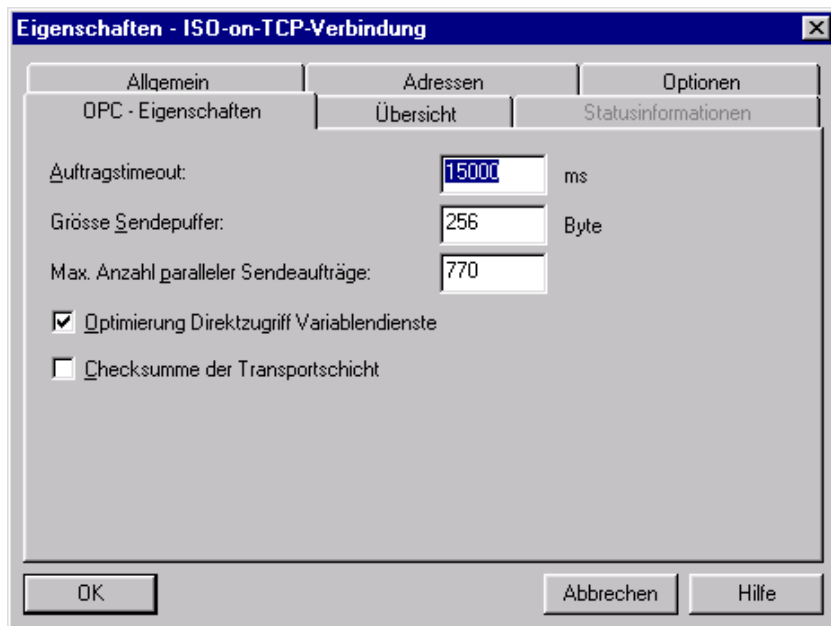 Eigenschaften - ISO-on-TCP-Verbindung
Allgemein Adressen Optionen
OPC - Eigenschaften Übersicht Statusinformationen
Auftragstimeout: 15000 ms
Grösse Sendepuffer: 256 Byte
Max. Anzahl paralleler Sendeaufträge: 770
Optimierung Direktzugriff Variablendienste
Checksumme der Transportschicht
OK Abbrechen Hilfe